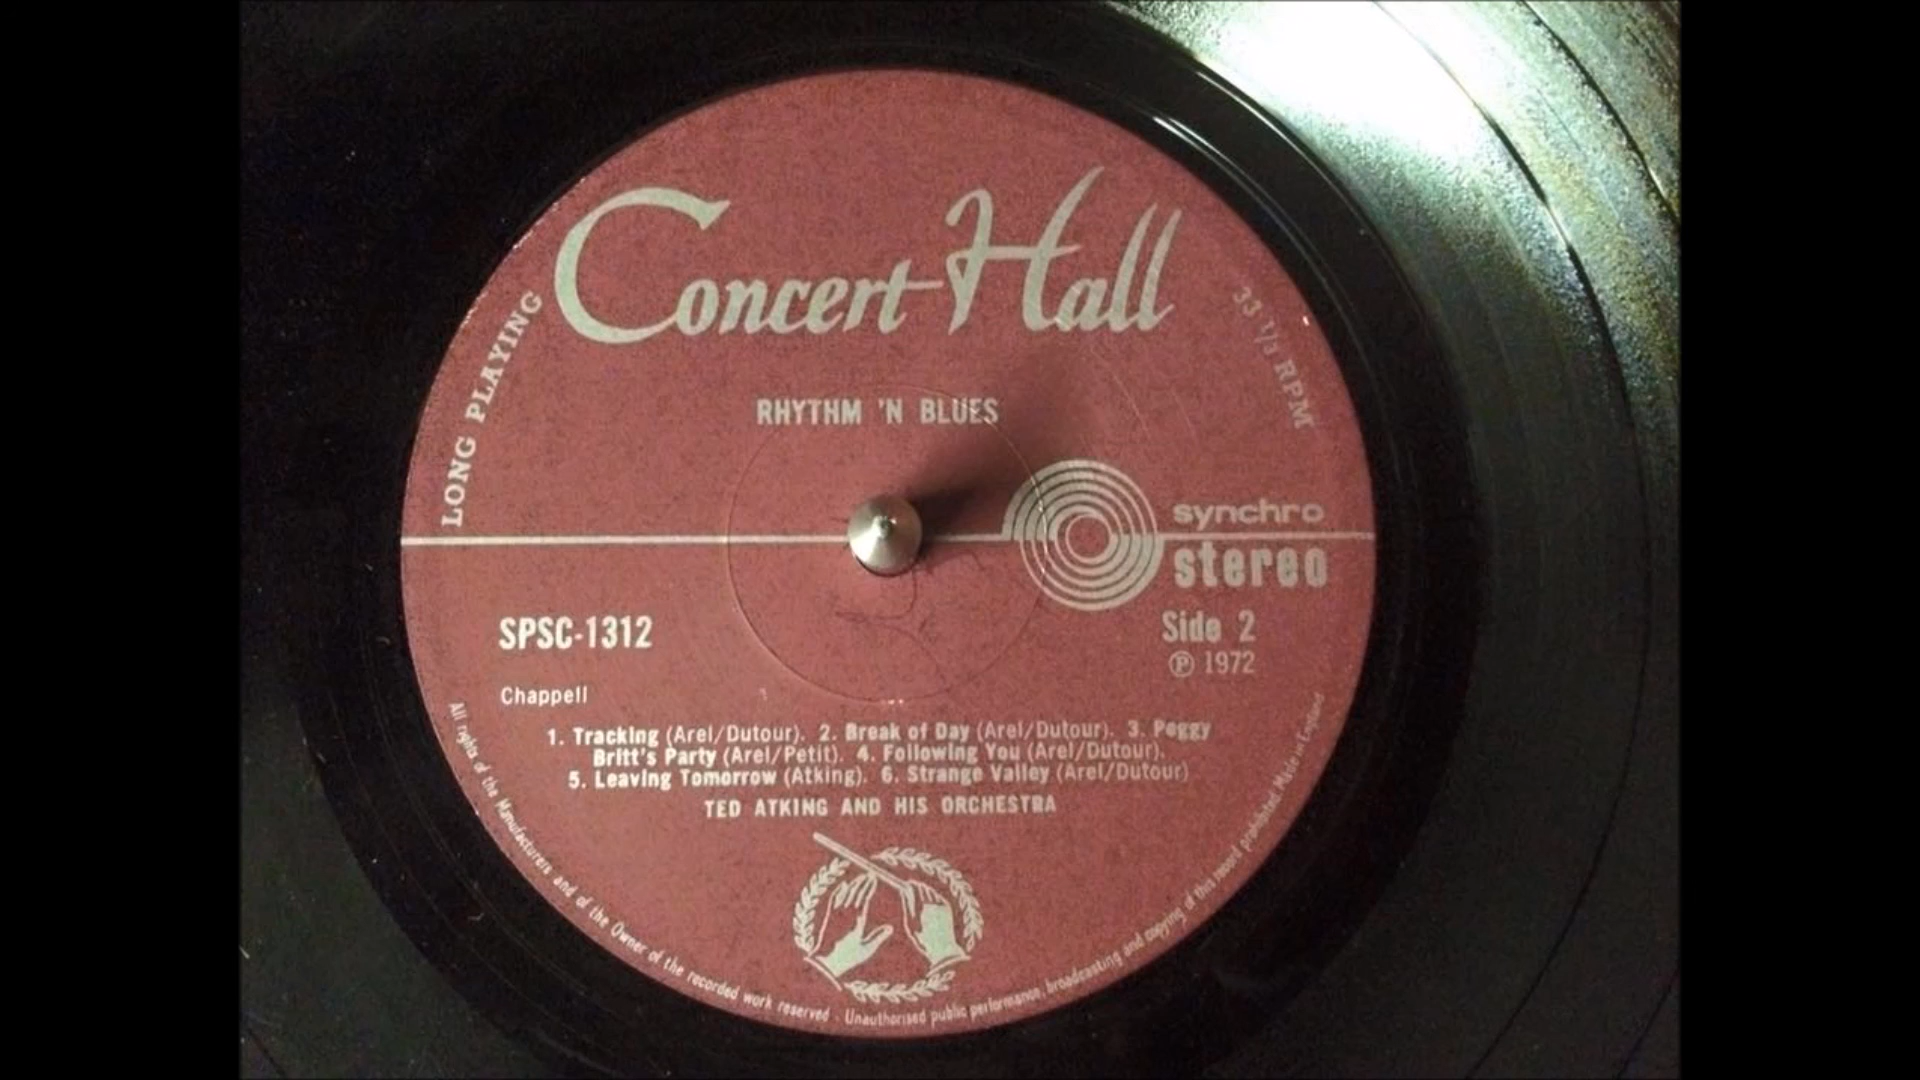 Concert Hall
LONG PLAYING
33 1/3 RPM
RHYTHM 'N BLUES
synchro
stereo
SPSC-1312
Side 2
Ⓟ 1972
Chappell
1. Tracking (Arel/Dutour). 2. Break of Day (Arel/Dutour). 3. Peggy
Britt's Party (Arel/Petit). 4. Following You (Arel/Dutour).
5. Leaving Tomorrow (Atking). 6. Strange Valley (Arel/Dutour)
TED ATKING AND HIS ORCHESTRA
All rights of the Manufacturers and of the Owner of the recorded work reserved - Unauthorised public performance, broadcasting and copying of this record prohibited. Made in England